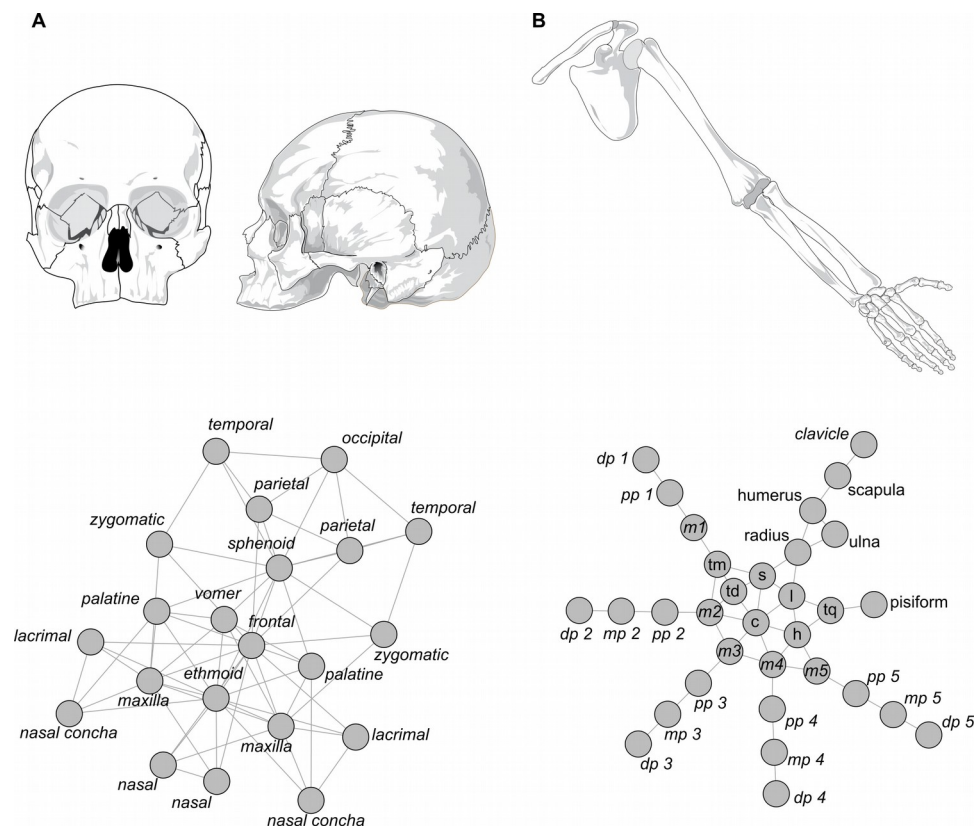 A
B
temporal
occipital
parietal
zygomatic
parietal
temporal
sphenoid
palatine
vomer
frontal
lacrimal
zygomatic
ethmoid
palatine
maxilla
nasal concha
maxilla
lacrimal
nasal
nasal
nasal concha
clavicle
dp 1
scapula
pp 1
humerus
m1
radius
ulna
tm
s
td
l
tq
pisiform
m2
c
h
dp 2
mp 2
pp 2
m3
m4
m5
pp 3
pp 5
mp 3
pp 4
mp 5
dp 3
dp 5
mp 4
dp 4